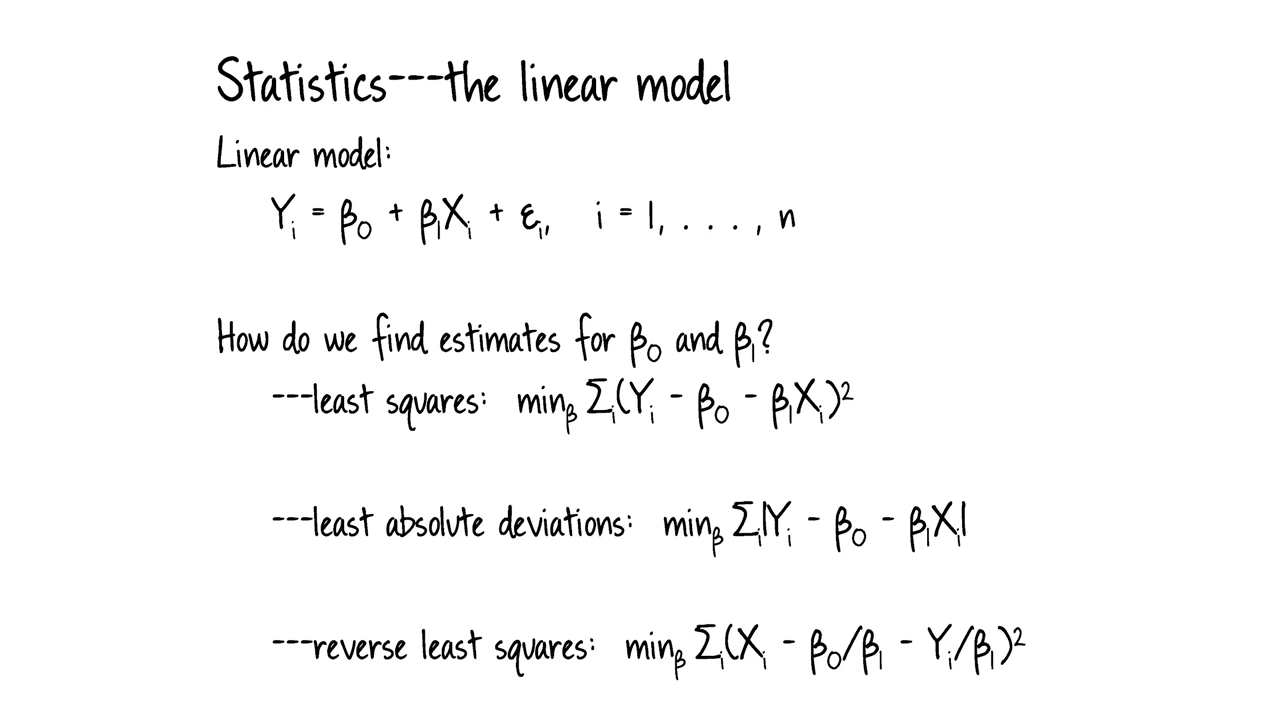 Statistics---the linear model
Linear model:
Yᵢ = β₀ + β₁Xᵢ + εᵢ, i = 1, . . . , n
How do we find estimates for β₀ and β₁?
---least squares: min_β Σᵢ(Yᵢ - β₀ - β₁Xᵢ)²
---least absolute deviations: min_β Σᵢ|Yᵢ - β₀ - β₁Xᵢ|
---reverse least squares: min_β Σᵢ(Xᵢ - β₀/β₁ - Yᵢ/β₁)²